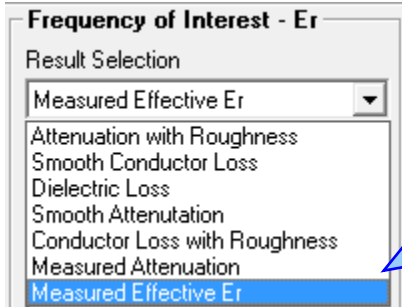 Frequency of Interest - Er
Result Selection
Measured Effective Er
Attenuation with Roughness
Smooth Conductor Loss
Dielectric Loss
Smooth Attenutation
Conductor Loss with Roughness
Measured Attenuation
Measured Effective Er